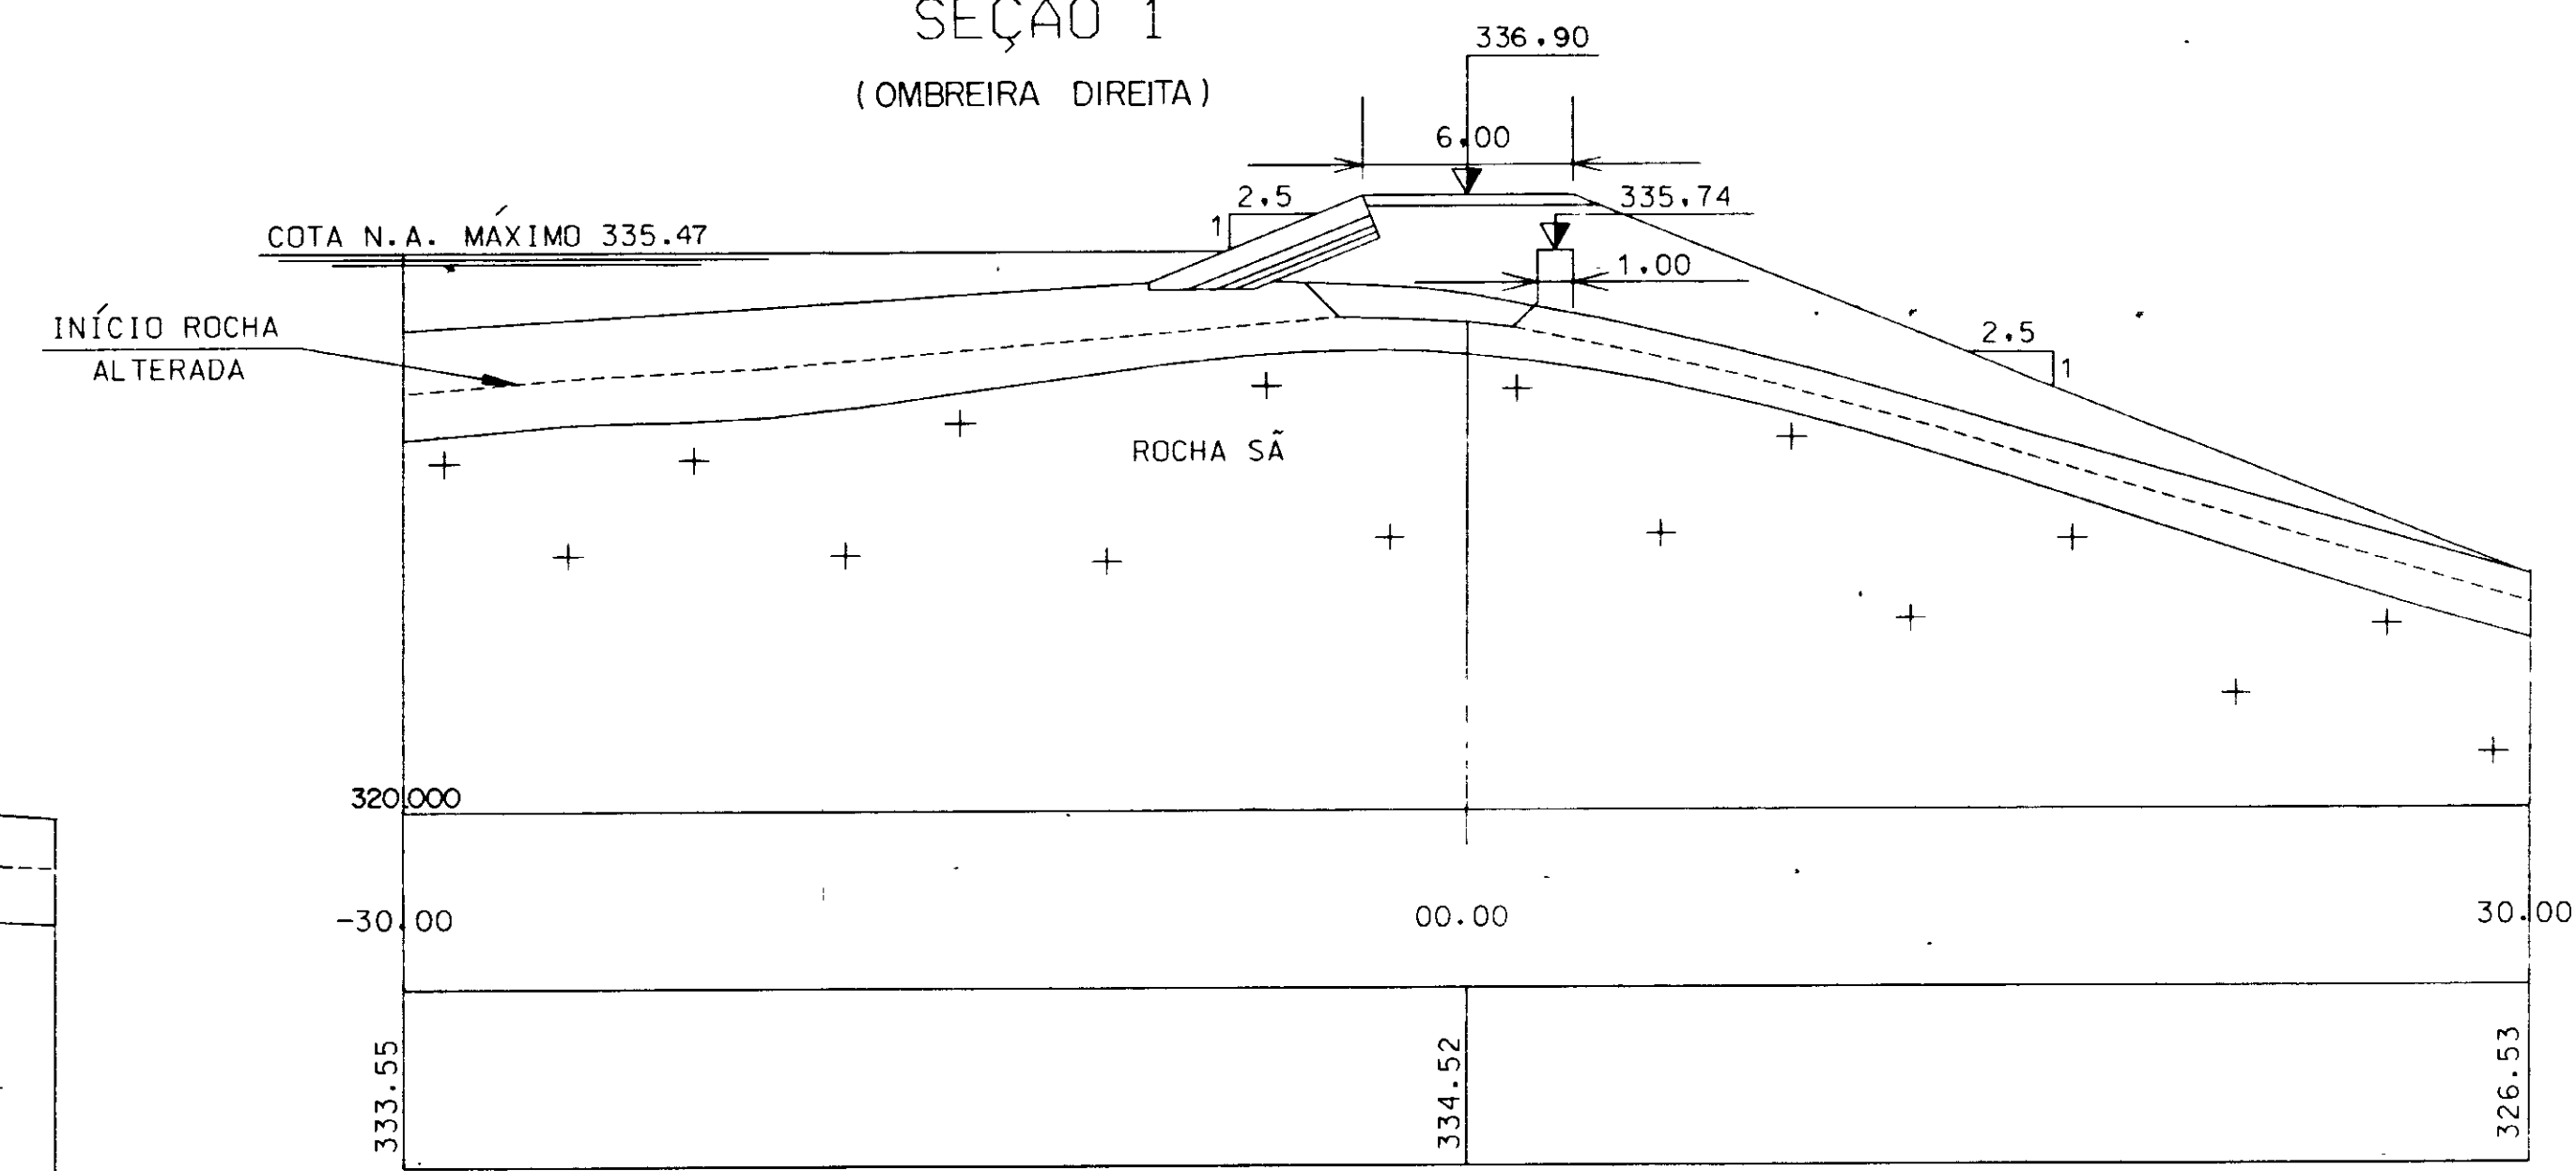 SEÇÃO 1
(OMBREIRA DIREITA)
336.90
6.00
2.5
1
335.74
COTA N.A. MÁXIMO 335.47
1.00
INÍCIO ROCHA
ALTERADA
2.5
1
ROCHA SÃ
320.000
-30.00
00.00
30.00
333.55
334.52
326.53